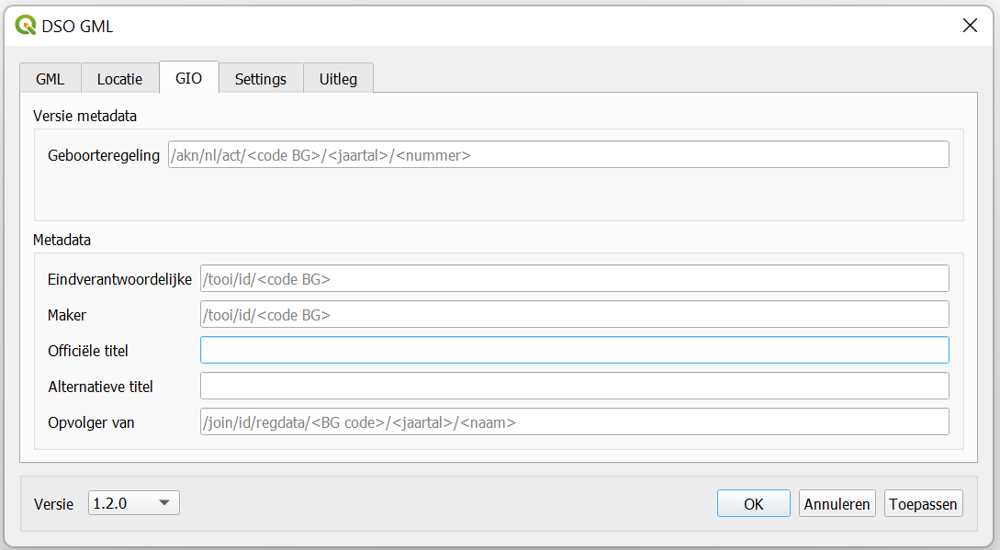 DSO GML
GML Locatie GIO Settings Uitleg
Versie metadata
Geboorteregeling /akn/nl/act/<code BG>/<jaartal>/<nummer>
Metadata
Eindverantwoordelijke /tooi/id/<code BG>
Maker /tooi/id/<code BG>
Officiële titel
Alternatieve titel
Opvolger van /join/id/regdata/<BG code>/<jaartal>/<naam>
Versie 1.2.0 OK Annuleren Toepassen